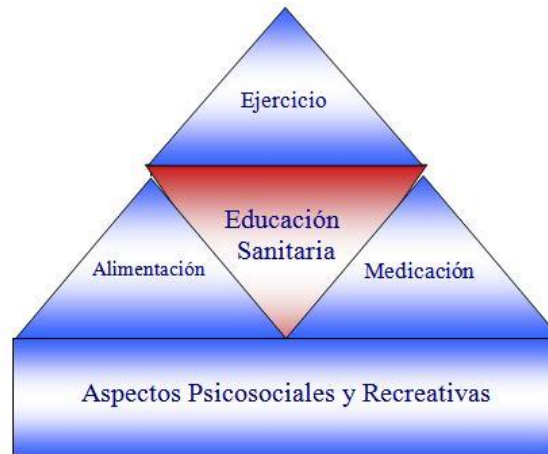 Ejercicio
Educación
Sanitaria
Alimentación
Medicación
Aspectos Psicosociales y Recreativas